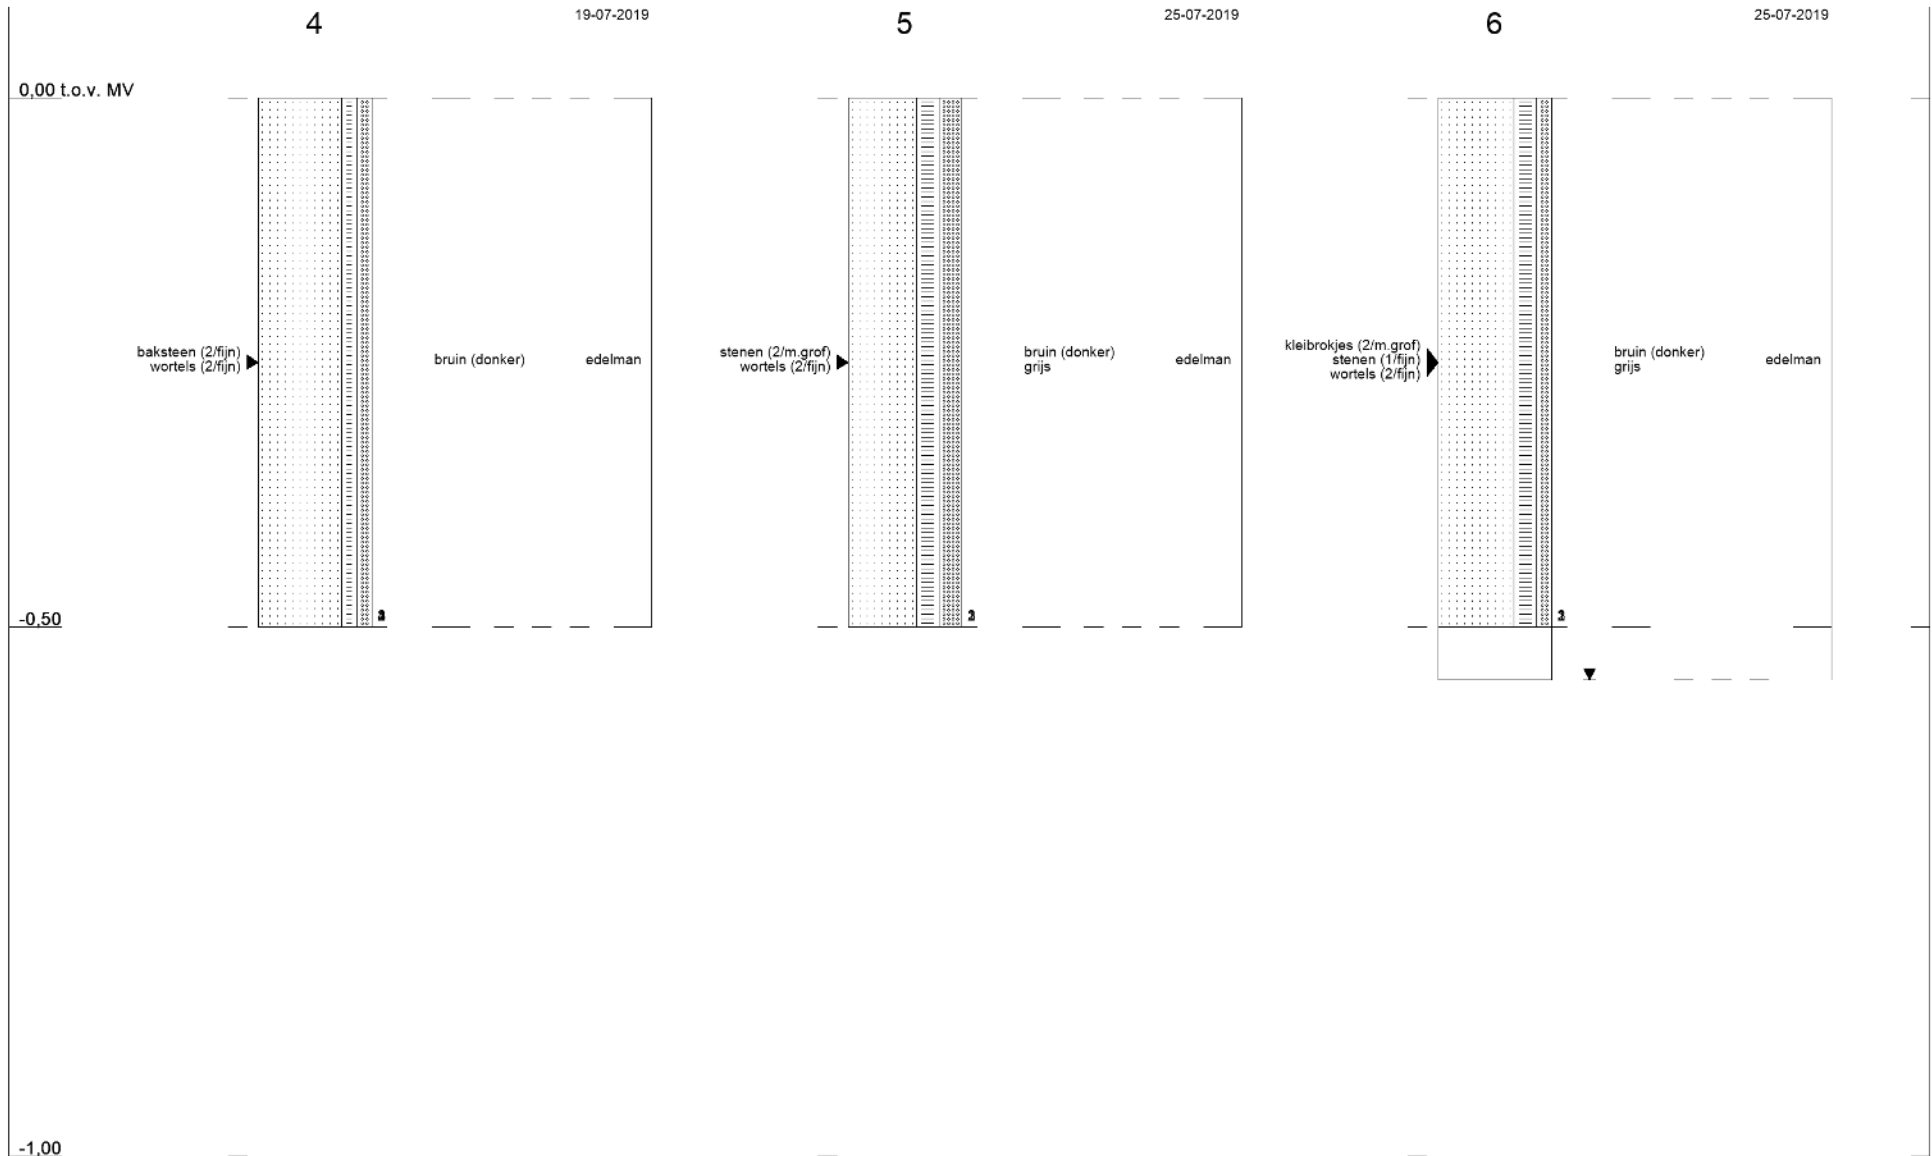 4
19-07-2019
5
25-07-2019
6
25-07-2019
0,00 t.o.v. MV
baksteen (2/fijn)
wortels (2/fijn)
bruin (donker)
edelman
stenen (2/m.grof)
wortels (2/fijn)
bruin (donker)
grijs
edelman
kleibrokjes (2/m.grof)
stenen (1/fijn)
wortels (2/fijn)
bruin (donker)
grijs
edelman
-0,50
-1,00